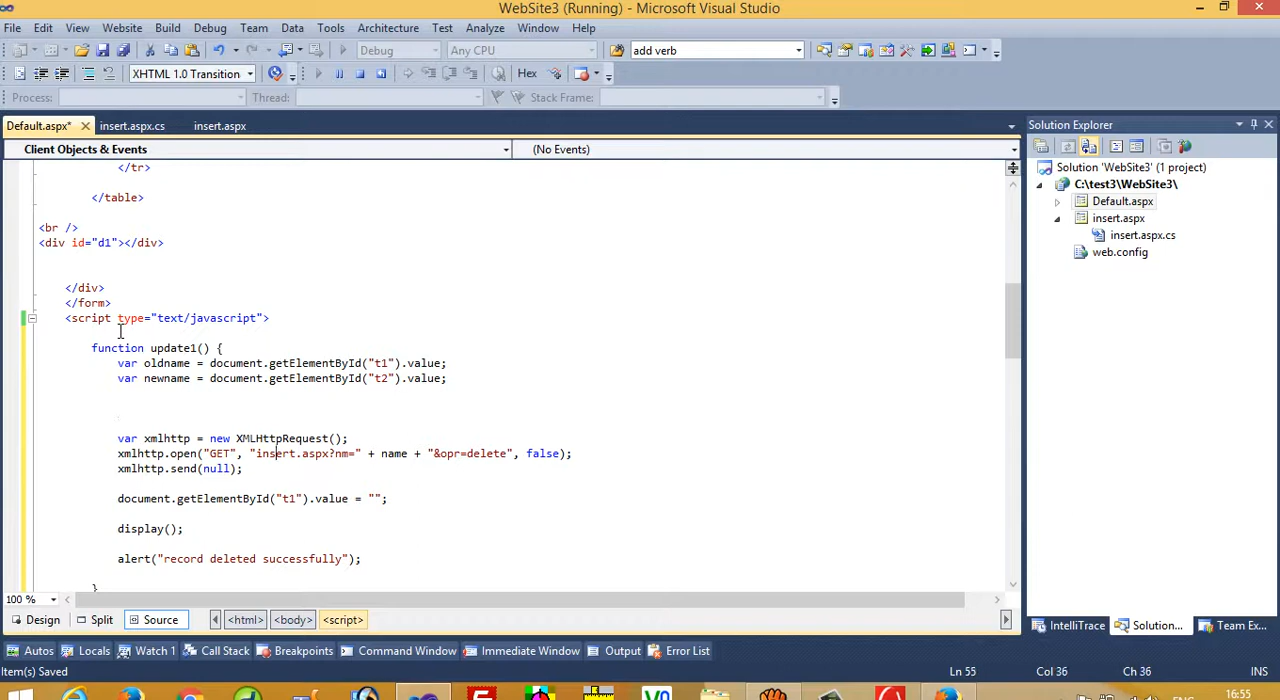 WebSite3 (Running) - Microsoft Visual Studio
File Edit View Website Build Debug Team Data Tools Architecture Test Analyze Window Help
Debug Any CPU add verb
XHTML 1.0 Transition Hex
Process: Thread: Stack Frame:
Default.apx* insert.aspx.cs insert.aspx
Client Objects & Events (No Events)
</tr>
</table>
<br />
<div id="d1"></div>
</div>
</form>
<script type="text/javascript">
function update1() {
var oldname = document.getElementById("t1").value;
var newname = document.getElementById("t2").value;
var xmlhttp = new XMLHttpRequest();
xmlhttp.open("GET", "insert.aspx?nm=" + name + "&opr=delete", false);
xmlhttp.send(null);
document.getElementById("t1").value = "";
display();
alert("record deleted successfully");
}
100 %
Design Split Source <html> <body> <script>
Solution Explorer
Solution 'WebSite3' (1 project)
C:\test3\WebSite3\
Default.aspx
insert.aspx
insert.aspx.cs
web.config
IntelliTrace Solution... Team Ex...
Autos Locals Watch 1 Call Stack Breakpoints Command Window Immediate Window Output Error List
Item(s) Saved Ln 55 Col 36 Ch 36 INS
16:55